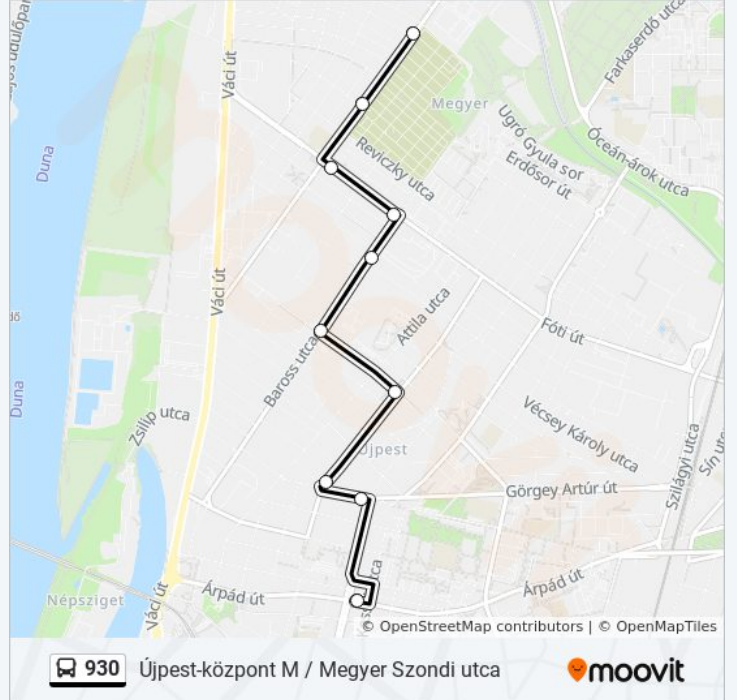 Farkaserdő utca
Váci út
Megyer
Duna
Reviczky utca
Ugró Gyula sor
Erdősor út
Óceán-árok utca
Váci út
Attila utca
Fóti út
Baross utca
Duna
Zsilip utca
Vécsey Károly utca
Újpest
Szilágyi utca
Görgey Artúr út
Árpád út
Árpád út
Népsziget
Váci út
© OpenStreetMap contributors | © OpenMapTiles
930 Újpest-központ M / Megyer Szondi utca
moovit